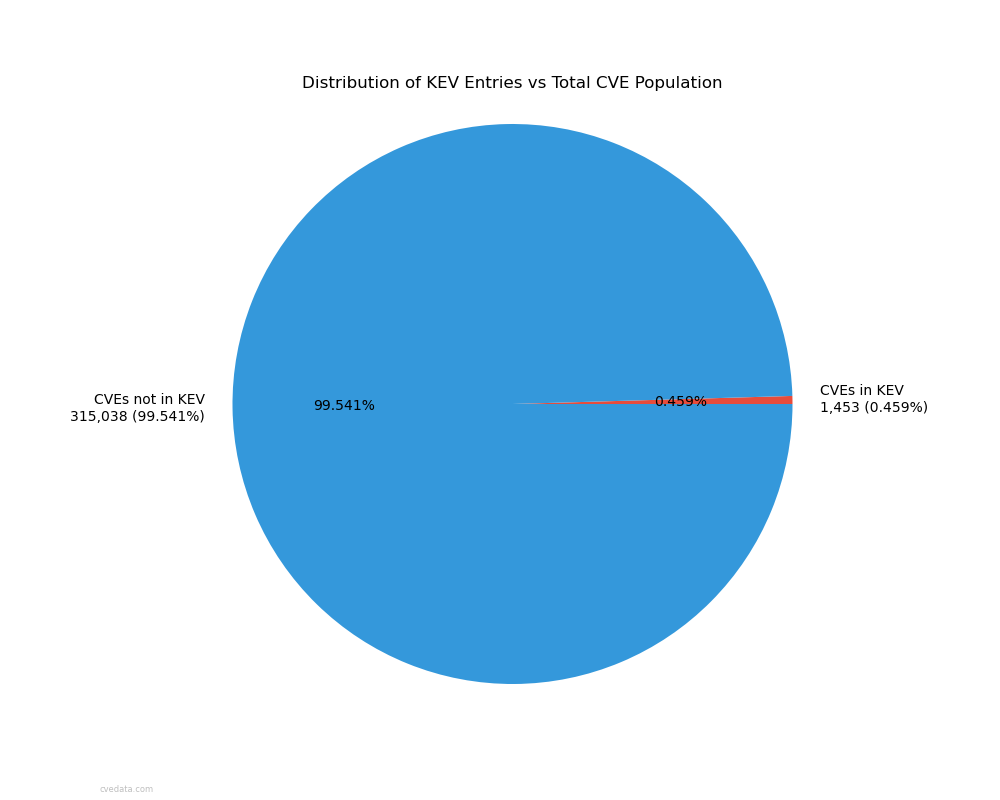 Distribution of KEV Entries vs Total CVE Population
CVEs in KEV
1,453 (0.459%)
0.459%
99.541%
CVEs not in KEV
315,038 (99.541%)
cvedata.com